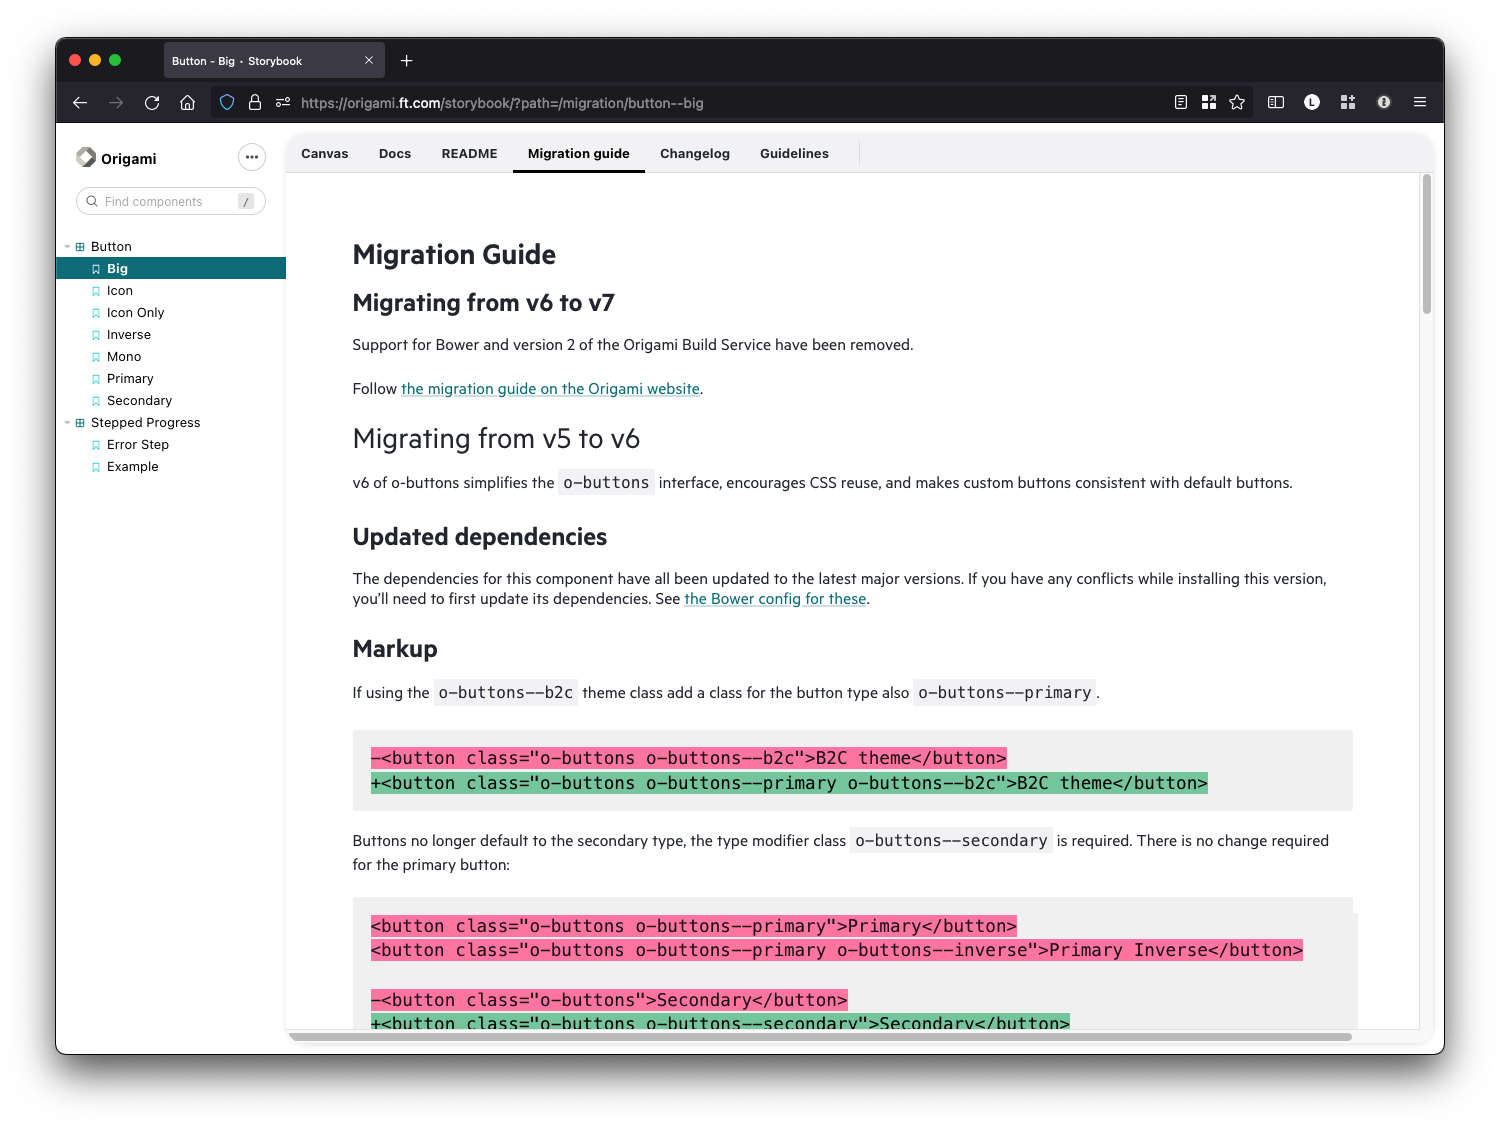 Button - Big • Storybook
https://origami.ft.com/storybook/?path=/migration/button--big
L
Origami
Find components
/
Button
Big
Icon
Icon Only
Inverse
Mono
Primary
Secondary
Stepped Progress
Error Step
Example
Canvas Docs README Migration guide Changelog Guidelines
Migration Guide
Migrating from v6 to v7
Support for Bower and version 2 of the Origami Build Service have been removed.
Follow the migration guide on the Origami website.
Migrating from v5 to v6
v6 of o-buttons simplifies the o-buttons interface, encourages CSS reuse, and makes custom buttons consistent with default buttons.
Updated dependencies
The dependencies for this component have all been updated to the latest major versions. If you have any conflicts while installing this version,
you’ll need to first update its dependencies. See the Bower config for these.
Markup
If using the o-buttons--b2c theme class add a class for the button type also o-buttons--primary.
-<button class="o-buttons o-buttons--b2c">B2C theme</button>
+<button class="o-buttons o-buttons--primary o-buttons--b2c">B2C theme</button>
Buttons no longer default to the secondary type, the type modifier class o-buttons--secondary is required. There is no change required
for the primary button:
<button class="o-buttons o-buttons--primary">Primary</button>
<button class="o-buttons o-buttons--primary o-buttons--inverse">Primary Inverse</button>
-<button class="o-buttons">Secondary</button>
+<button class="o-buttons o-buttons--secondary">Secondary</button>